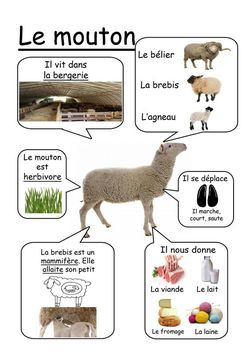 Le mouton
Il vit dans
la bergerie
Le bélier
La brebis
L'agneau
Le mouton
est
herbivore
Il se déplace
Il marche,
court, saute
La brebis est un
mammifère. Elle
allaite son petit
Il nous donne
La viande
Le lait
Le fromage
La laine